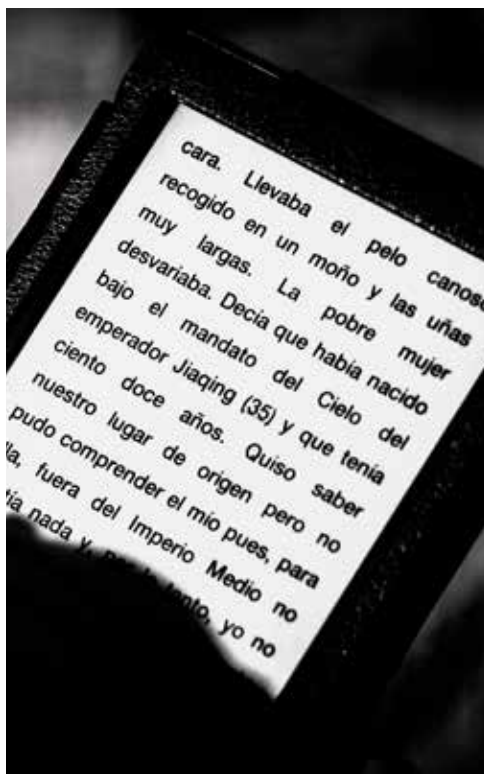 cara. Llevaba el pelo canoso
recogido en un moño y las uñas
muy largas. La pobre mujer
desvariaba. Decía que había nacido
bajo el mandato del Cielo del
emperador Jiaqing (35) y que tenía
ciento doce años. Quiso saber
nuestro lugar de origen pero no
pudo comprender el mío pues, para
fuera del Imperio Medio no
nada y, por lo tanto, yo no